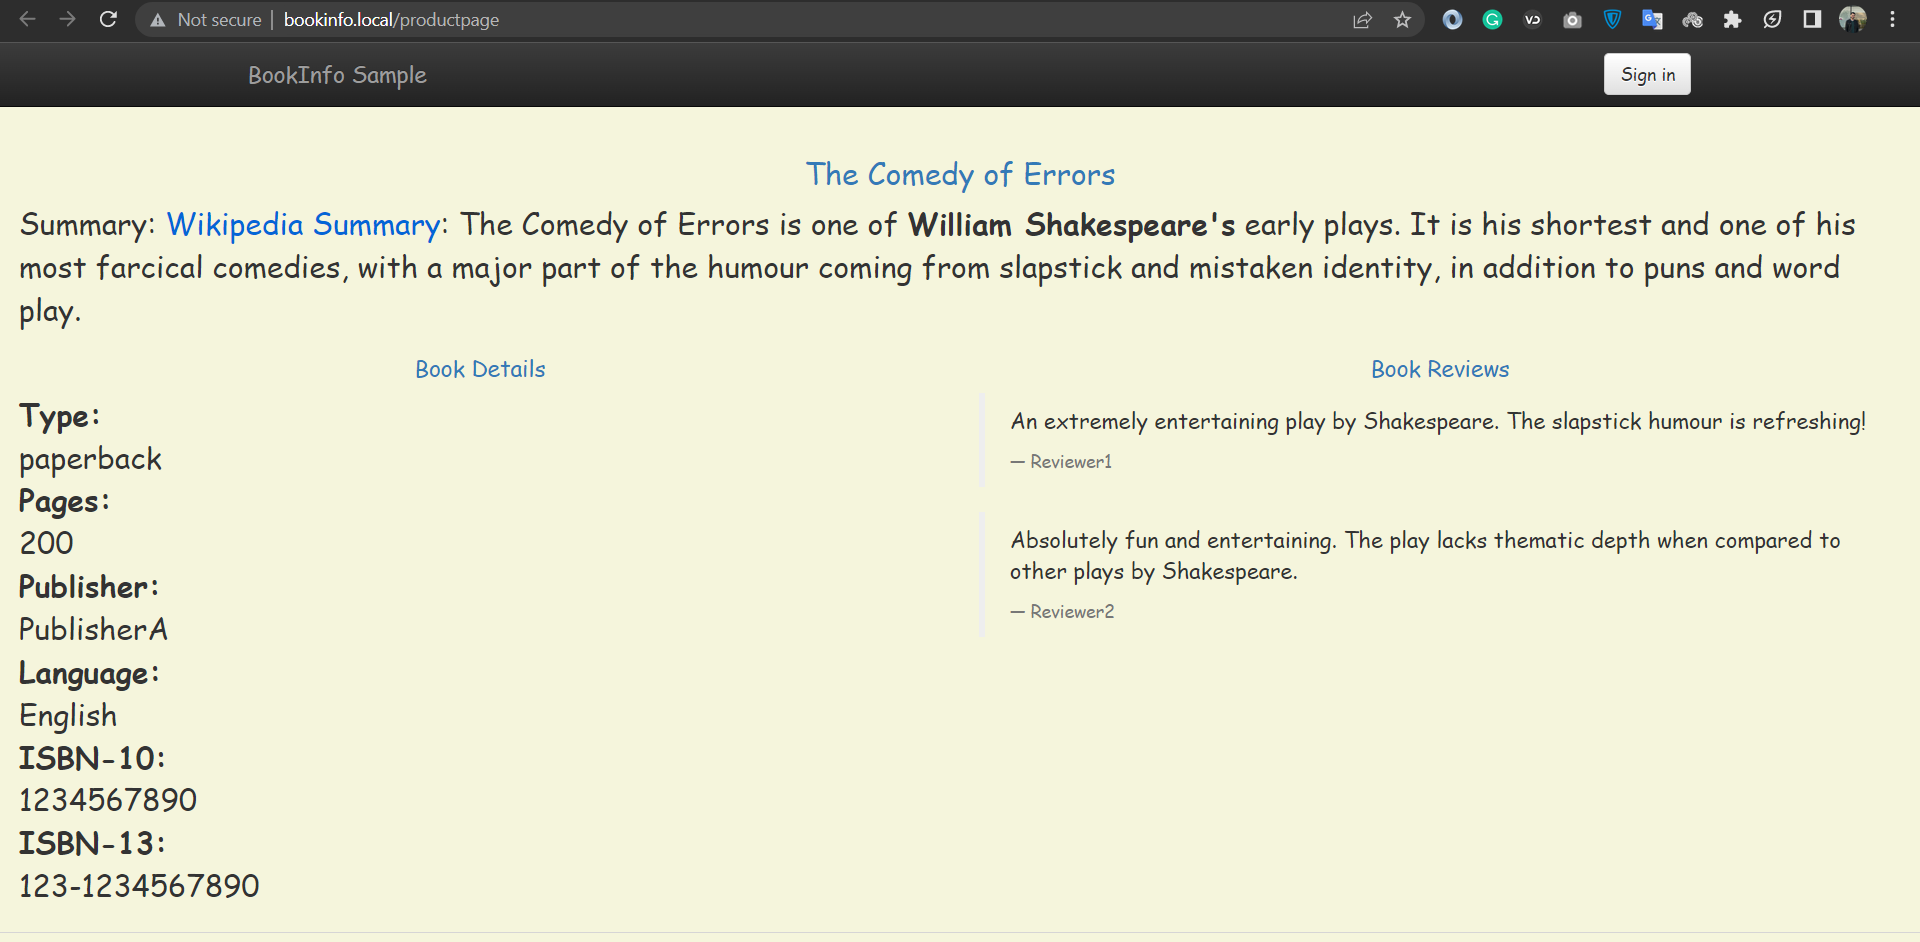 Not secure | bookinfo.local/productpage
BookInfo Sample
Sign in
The Comedy of Errors
Summary: Wikipedia Summary: The Comedy of Errors is one of William Shakespeare's early plays. It is his shortest and one of his
most farcical comedies, with a major part of the humour coming from slapstick and mistaken identity, in addition to puns and word
play.
Book Details
Type:
paperback
Pages:
200
Publisher:
PublisherA
Language:
English
ISBN-10:
1234567890
ISBN-13:
123-1234567890
Book Reviews
An extremely entertaining play by Shakespeare. The slapstick humour is refreshing!
— Reviewer1
Absolutely fun and entertaining. The play lacks thematic depth when compared to
other plays by Shakespeare.
— Reviewer2